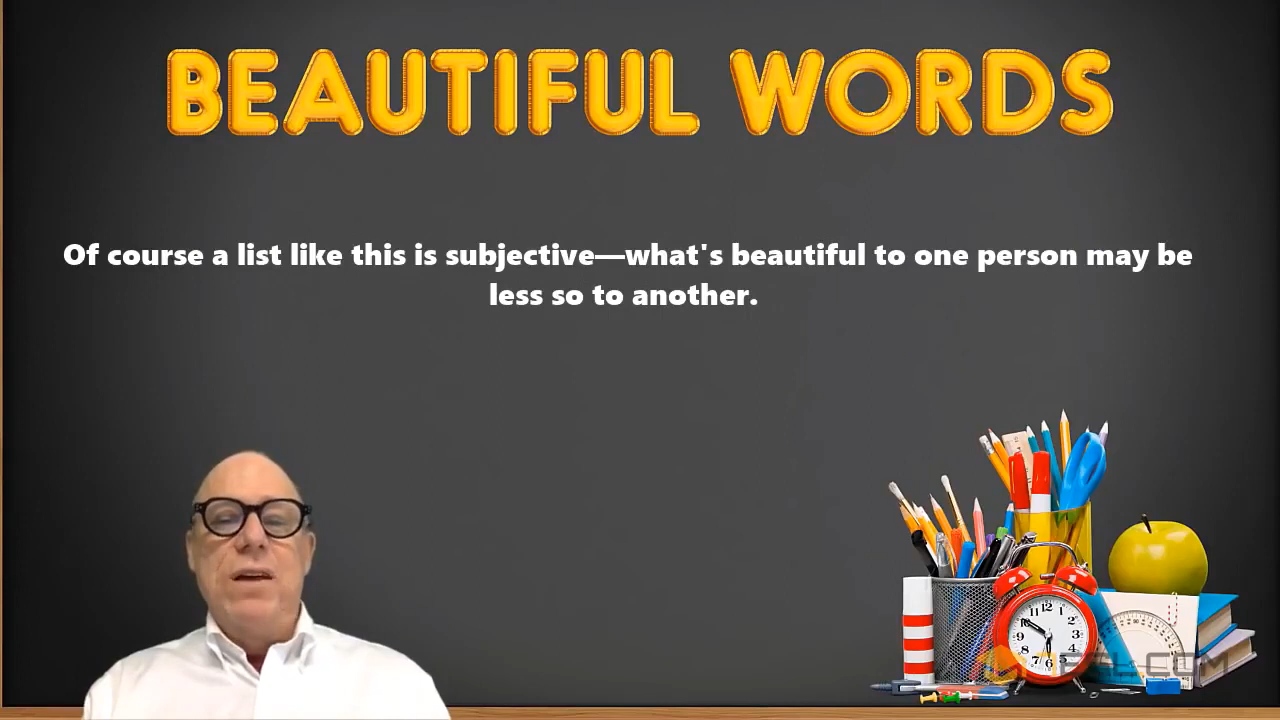 BEAUTIFUL WORDS
Of course a list like this is subjective—what's beautiful to one person may be
less so to another.